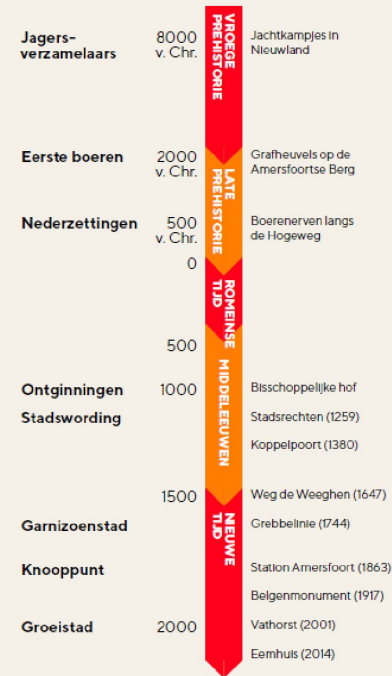 Jagers-
verzamelaars
8000
v. Chr.
VROEGE
PREHISTORIE
Jachtkampjes in
Nieuwland
Eerste boeren
2000
v. Chr.
LATE
PREHISTORIE
Grafheuvels op de
Amersfoortse Berg
Nederzettingen
500
v. Chr.
Boerenerven langs
de Hogeweg
0
ROMEINSE
TIJD
500
MIDDELEEUWEN
Ontginningen
1000
Bisschoppelijke hof
Stadswording
Stadsrechten (1259)
Koppelpoort (1380)
1500
Weg de Weeghen (1647)
NIEUWE
TIJD
Garnizoenstad
Grebbelinie (1744)
Knooppunt
Station Amersfoort (1863)
Belgenmonument (1917)
Groeistad
2000
Vathorst (2001)
Eemhuis (2014)